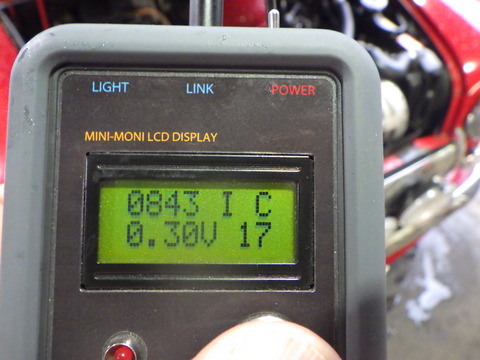 LIGHT LINK POWER
MINI-MONI LCD DISPLAY
0843 I C
0.30V 17